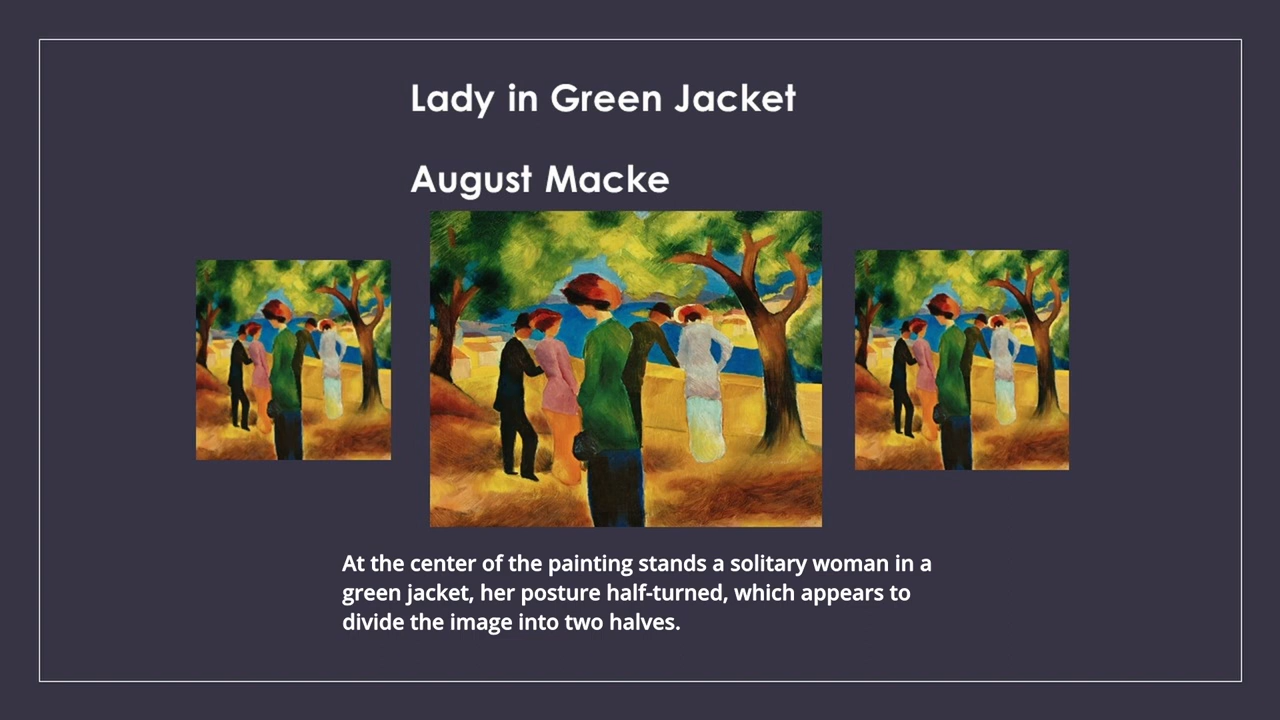 Lady in Green Jacket
August Macke
At the center of the painting stands a solitary woman in a
green jacket, her posture half-turned, which appears to
divide the image into two halves.